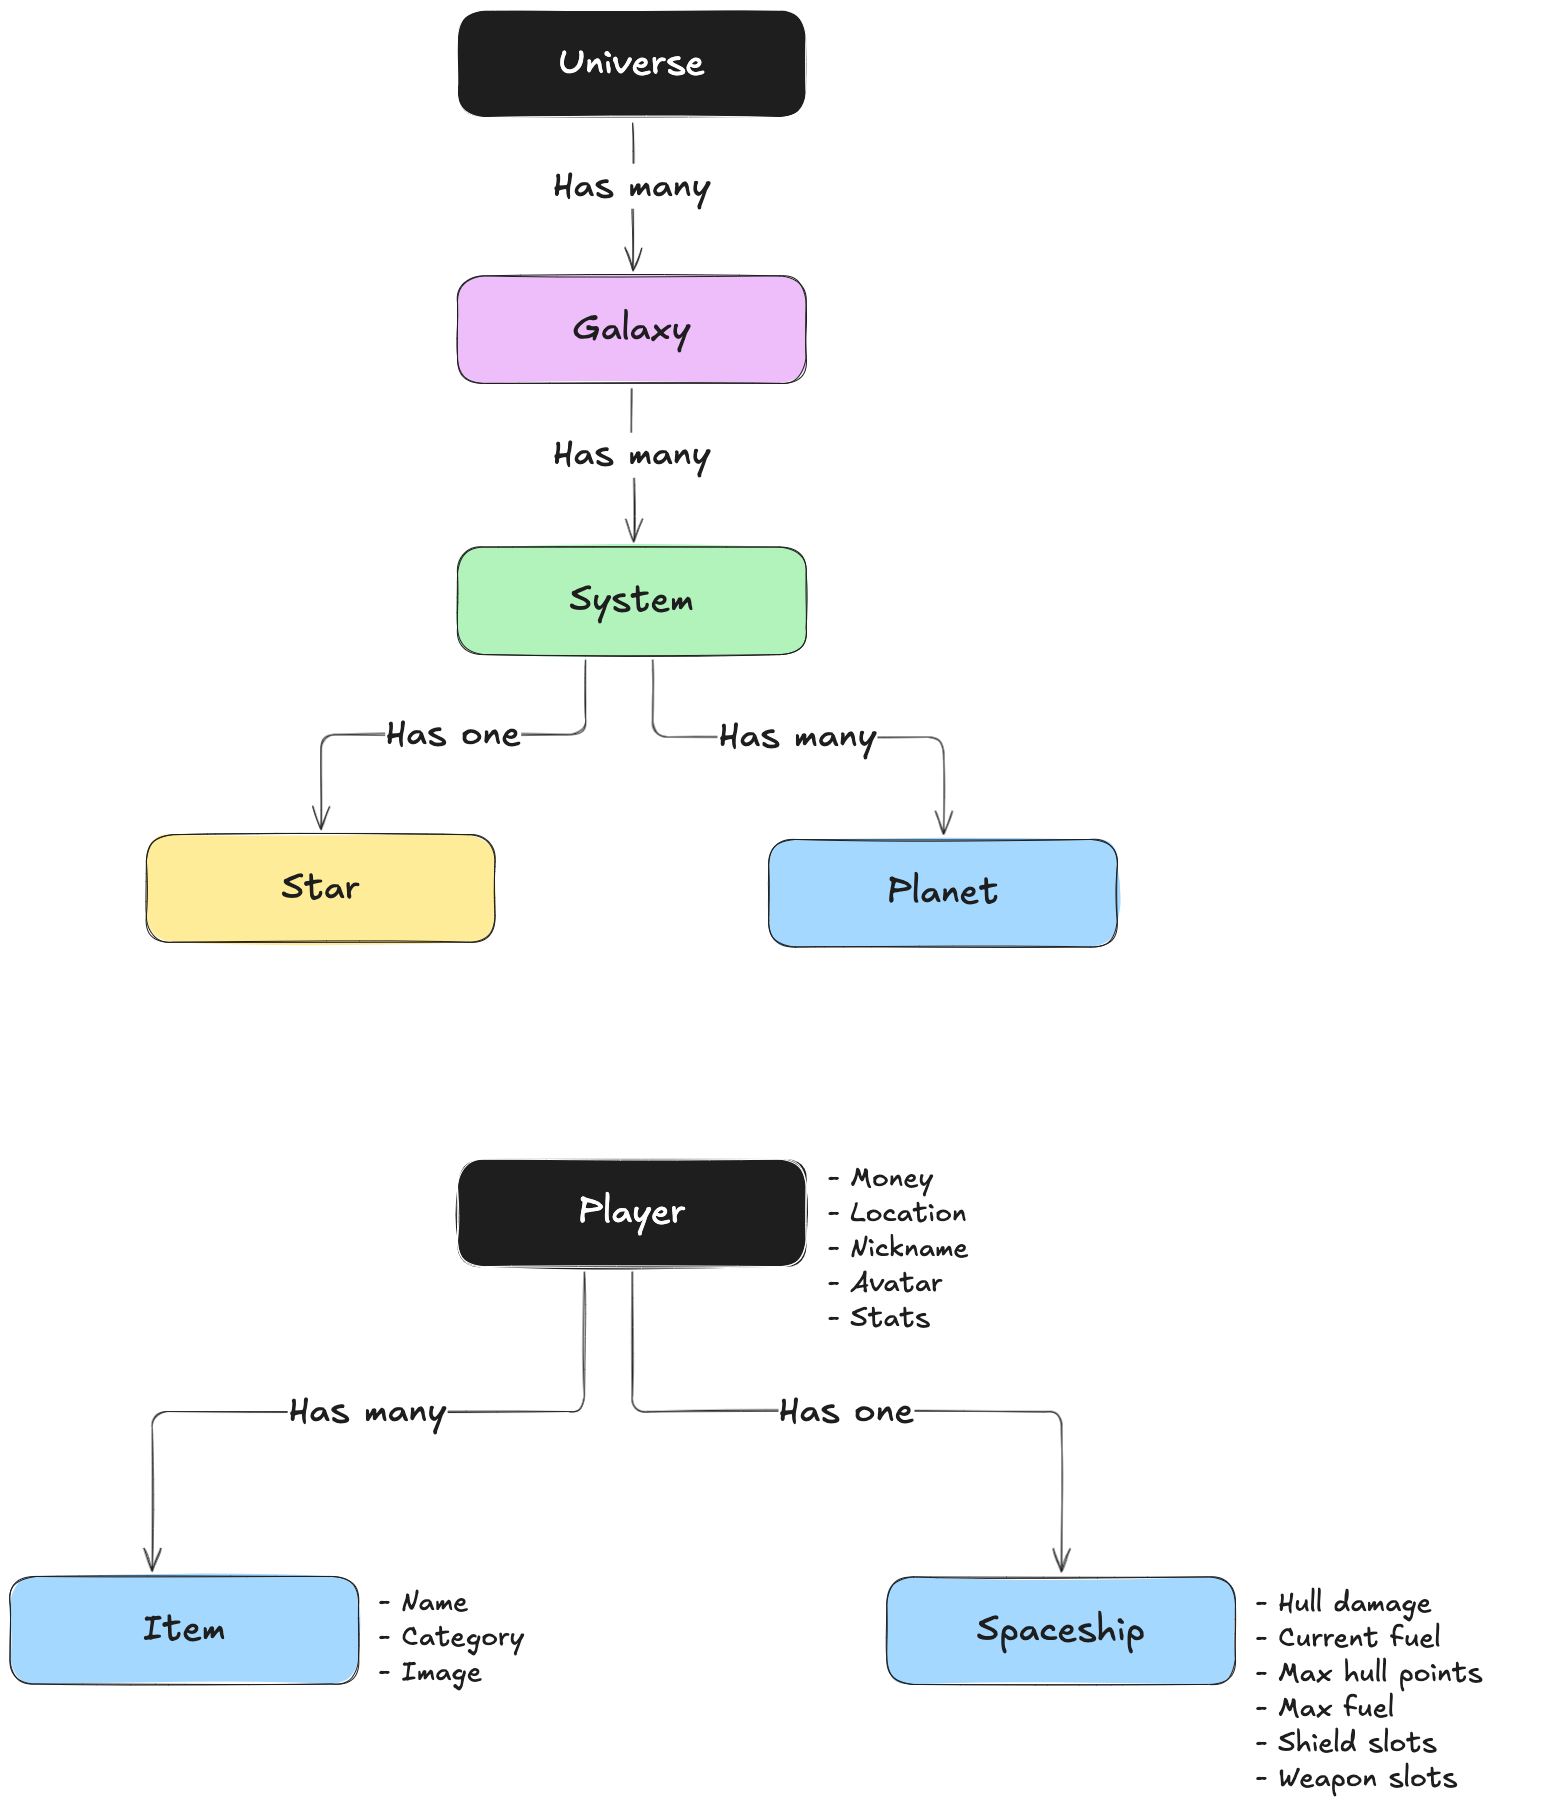 Universe
Has many
Galaxy
Has many
System
Has one
Has many
Star
Planet
Player
- Money
- Location
- Nickname
- Avatar
- Stats
Has many
Has one
Item
- Name
- Category
- Image
Spaceship
- Hull damage
- Current fuel
- Max hull points
- Max fuel
- Shield slots
- Weapon slots